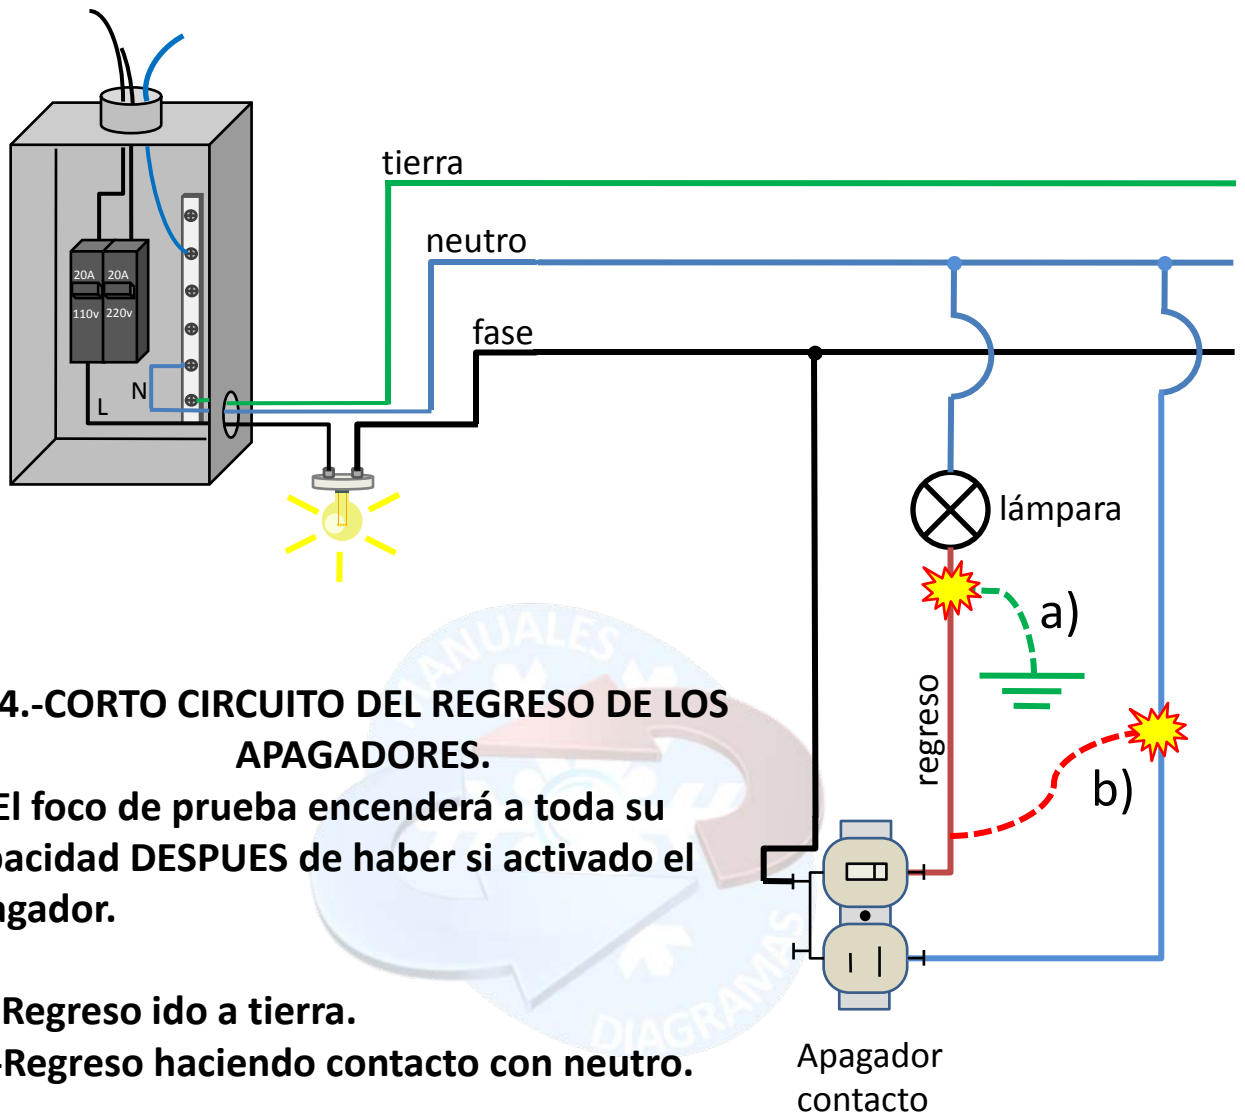 tierra
neutro
fase
20A 20A
110v 220v
N
L
lámpara
a)
regreso
b)
MANUALES
DIAGRAMAS
4.-CORTO CIRCUITO DEL REGRESO DE LOS
APAGADORES.
El foco de prueba encenderá a toda su
pacidad DESPUES de haber si activado el
agador.
Regreso ido a tierra.
-Regreso haciendo contacto con neutro.
Apagador
contacto